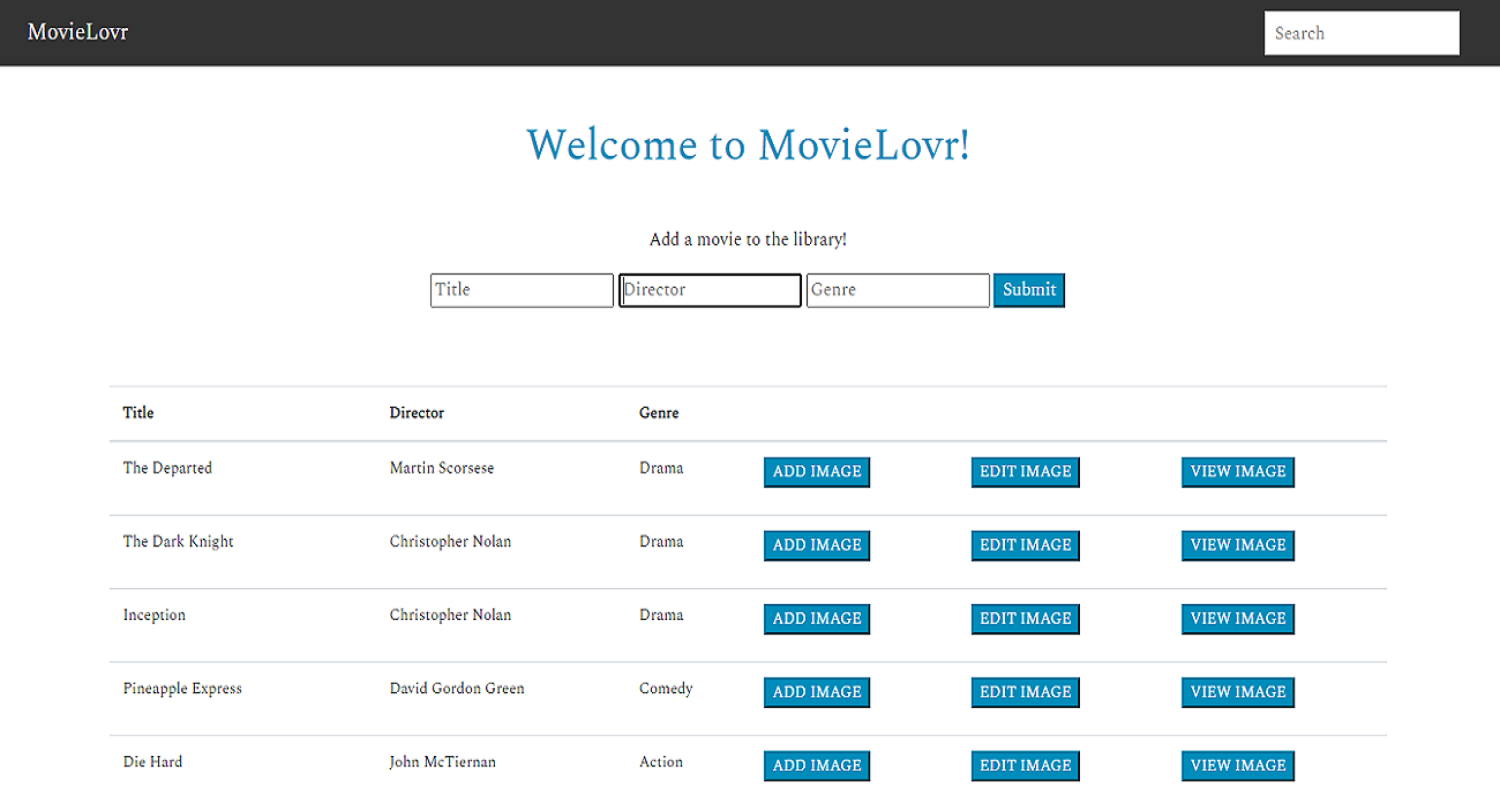 MovieLovr Search
Welcome to MovieLovr!
Add a movie to the library!
Title Director Genre Submit
Title Director Genre
The Departed Martin Scorsese Drama ADD IMAGE EDIT IMAGE VIEW IMAGE
The Dark Knight Christopher Nolan Drama ADD IMAGE EDIT IMAGE VIEW IMAGE
Inception Christopher Nolan Drama ADD IMAGE EDIT IMAGE VIEW IMAGE
Pineapple Express David Gordon Green Comedy ADD IMAGE EDIT IMAGE VIEW IMAGE
Die Hard John McTiernan Action ADD IMAGE EDIT IMAGE VIEW IMAGE